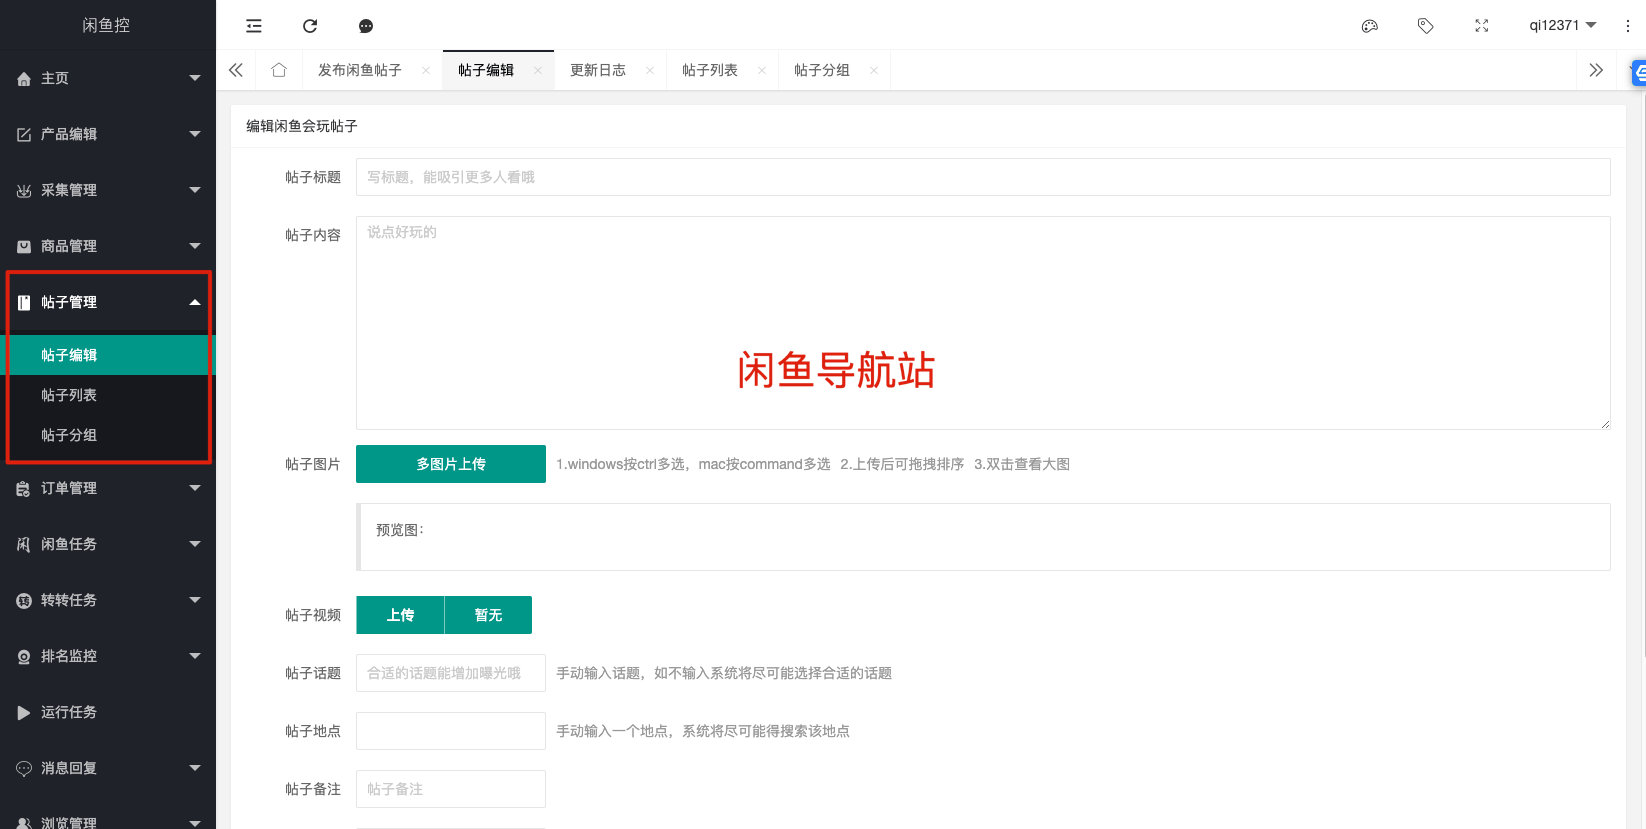 闲鱼控
qi12371
主页
产品编辑
采集管理
商品管理
帖子管理
帖子编辑
帖子列表
帖子分组
订单管理
闲鱼任务
转转任务
排名监控
运行任务
消息回复
浏览管理
发布闲鱼帖子
帖子编辑
更新日志
帖子列表
帖子分组
编辑闲鱼会玩帖子
帖子标题
写标题，能吸引更多人看哦
帖子内容
说点好玩的
闲鱼导航站
帖子图片
多图片上传
1.windows按ctrl多选，mac按command多选 2.上传后可拖拽排序 3.双击查看大图
预览图：
帖子视频
上传
暂无
帖子话题
合适的话题能增加曝光哦
手动输入话题，如不输入系统将尽可能选择合适的话题
帖子地点
手动输入一个地点，系统将尽可能得搜索该地点
帖子备注
帖子备注